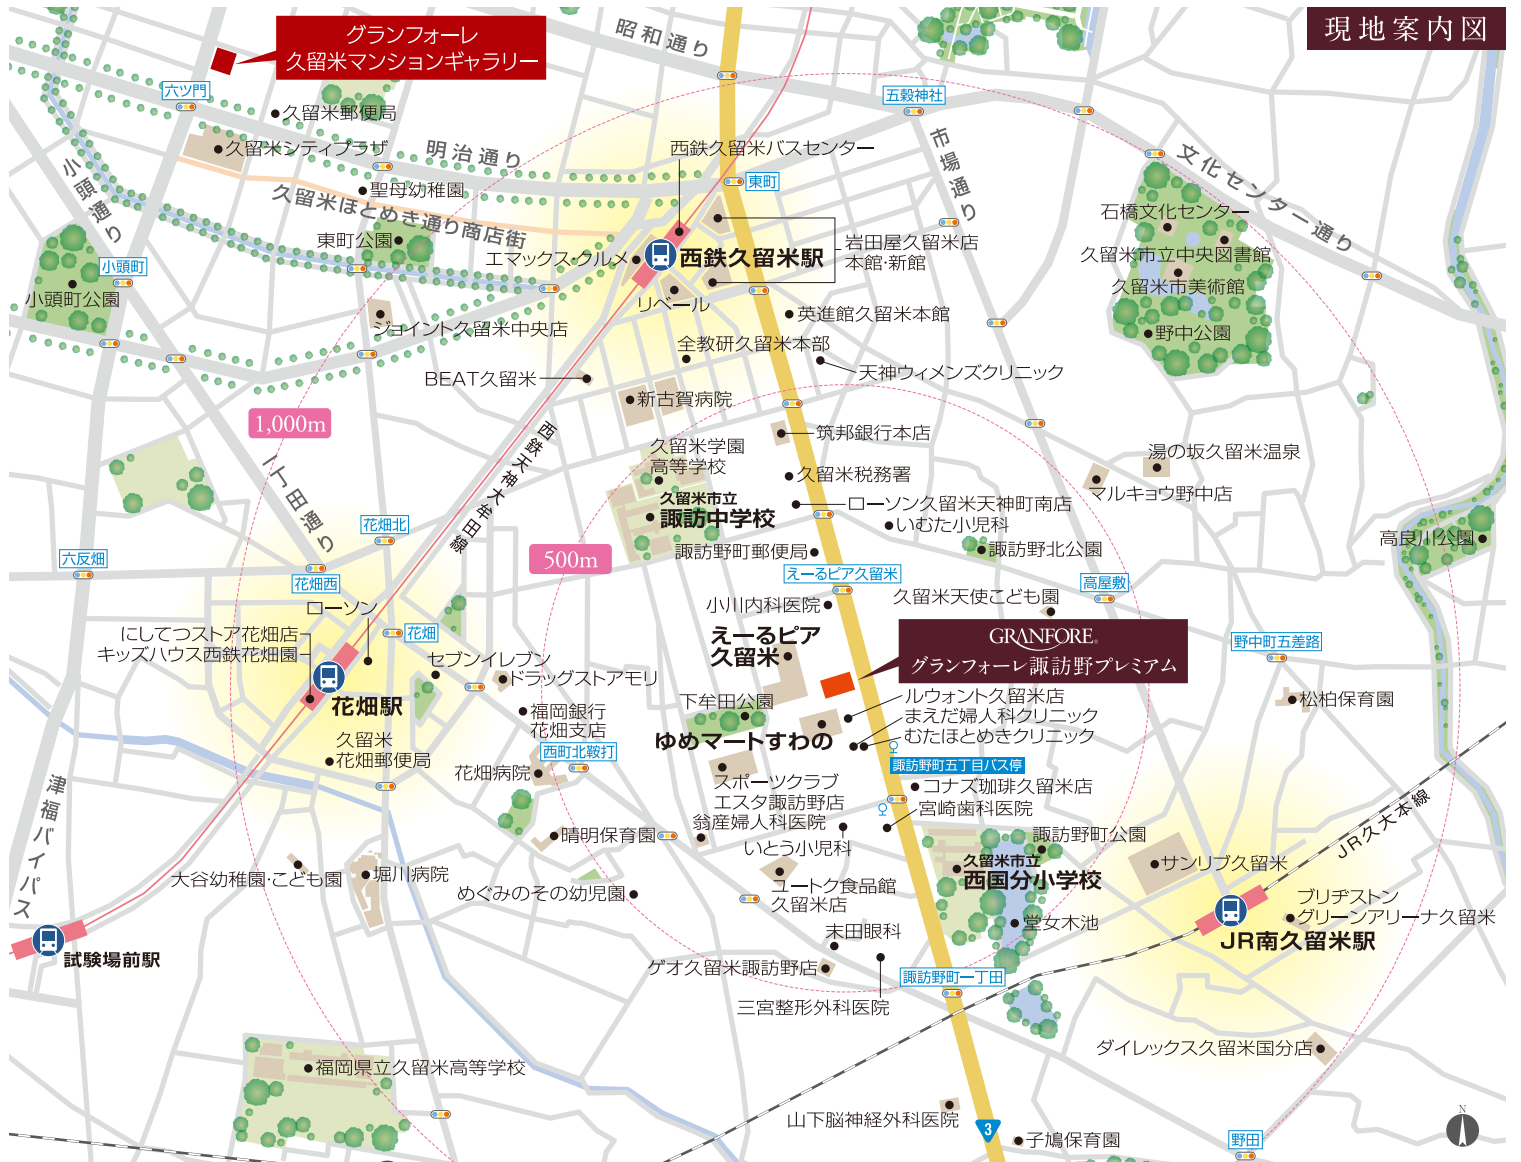 現地案内図
グランフォーレ
久留米マンションギャラリー
昭和通り
六ツ門
久留米郵便局
五穀神社
久留米シティプラザ
明治通り
西鉄久留米バスセンター
市場通り
文化センター通り
小頭通り
聖母幼稚園
久留米ほとめき通り商店街
東町
東町公園
エマックス・クルメ
西鉄久留米駅
岩田屋久留米店
本館・新館
石橋文化センター
久留米市立中央図書館
久留米市美術館
野中公園
小頭町
小頭町公園
リベール
ジョイント久留米中央店
英進館久留米本館
全教研久留米本部
天神ウィメンズクリニック
BEAT久留米
新古賀病院
1,000m
西鉄天神大牟田線
筑邦銀行本店
久留米学園
高等学校
久留米税務署
湯の坂久留米温泉
マルキョウ野中店
久留米市立
諏訪中学校
ローソン久留米天神町南店
いむた小児科
一丁田通り
花畑北
六反畑
花畑西
500m
諏訪野町郵便局
諏訪野北公園
高良川公園
えーるピア久留米
高屋敷
ローソン
小川内科医院
久留米天使こども園
にしてつストア花畑店
キッズハウス西鉄花畑園
花畑
えーるピア
久留米
GRANFORE
グランフォーレ諏訪野プレミアム
野中町五差路
セブンイレブン
ドラッグストアモリ
花畑駅
下牟田公園
ルウォント久留米店
まえだ婦人科クリニック
むたほとめきクリニック
松柏保育園
福岡銀行
花畑支店
ゆめマートすわの
久留米
花畑郵便局
西町北鞍打
諏訪野町五丁目バス停
花畑病院
スポーツクラブ
エスタ諏訪野店
コナズ珈琲久留米店
宮崎歯科医院
津福バイパス
翁産婦人科医院
晴明保育園
いとう小児科
諏訪野町公園
JR久大本線
久留米市立
西国分小学校
サンリブ久留米
大谷幼稚園・こども園
堀川病院
めぐみのその幼児園
ユートク食品館
久留米店
堂女木池
ブリヂストン
グリーンアリーナ久留米
末田眼科
JR南久留米駅
試験場前駅
ゲオ久留米諏訪野店
諏訪野町一丁田
三宮整形外科医院
ダイレックス久留米国分店
福岡県立久留米高等学校
山下脳神経外科医院
3
子鳩保育園
野田
N